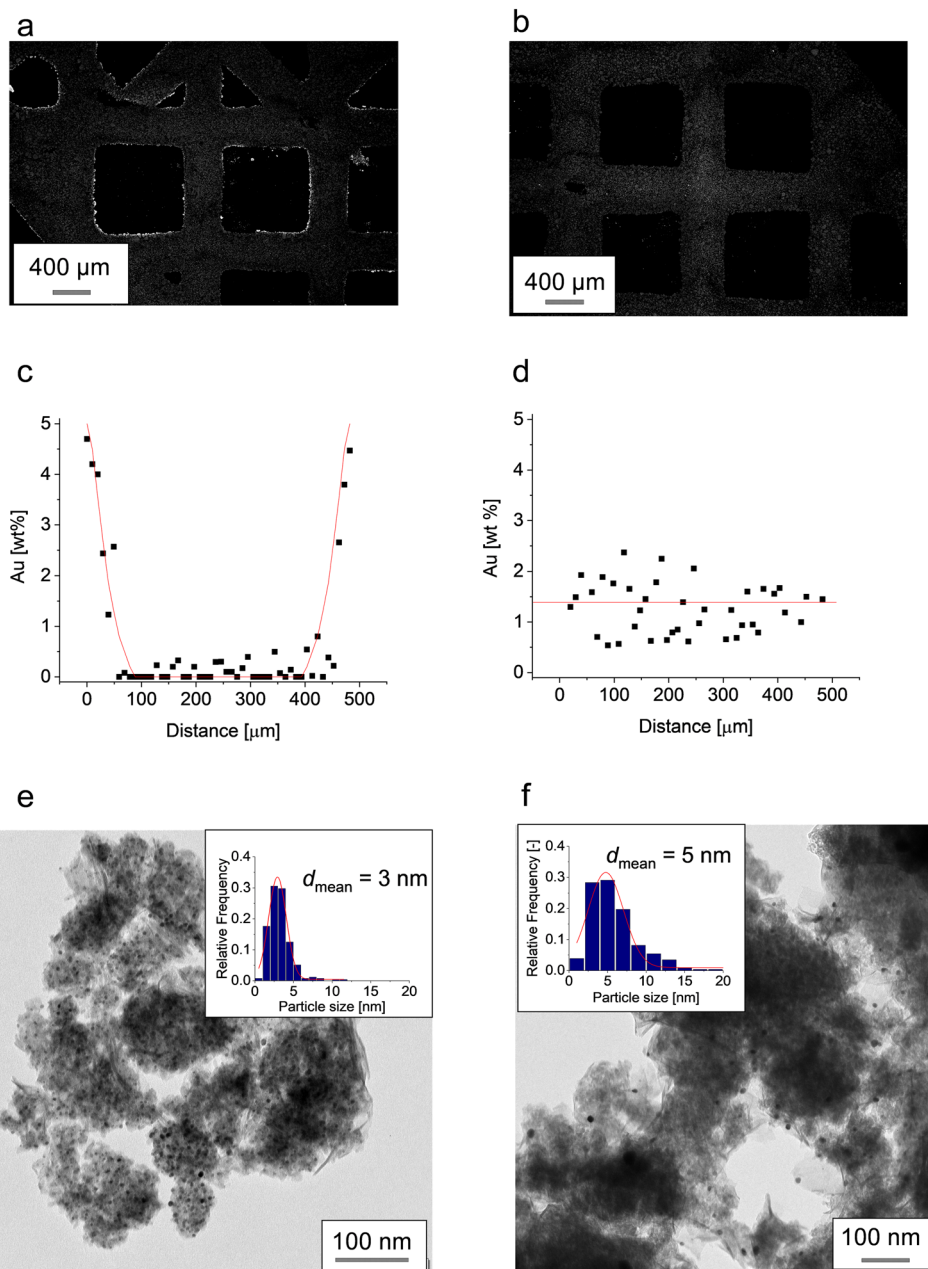 a
b
400 µm
400 µm
c
d
5
4
3
2
1
0
Au [wt%]
0 100 200 300 400 500
Distance [µm]
5
4
3
2
1
0
Au [wt %]
0 100 200 300 400 500
Distance [µm]
e
f
0.4
0.3
0.2
0.1
0.0
Relative Frequency
d mean = 3 nm
0 5 10 15 20
Particle size [nm]
100 nm
0.4
0.3
0.2
0.1
0.0
Relative Frequency [-]
d mean = 5 nm
0 5 10 15 20
Particle size [nm]
100 nm